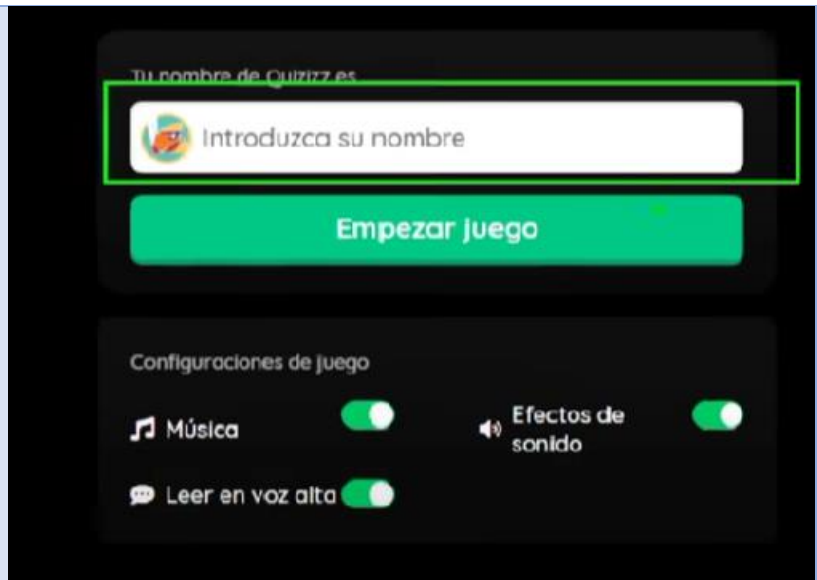 Tu nombre de Quizizz es
Introduzca su nombre
Empezar juego
Configuraciones de juego
Música
Efectos de
sonido
Leer en voz alta